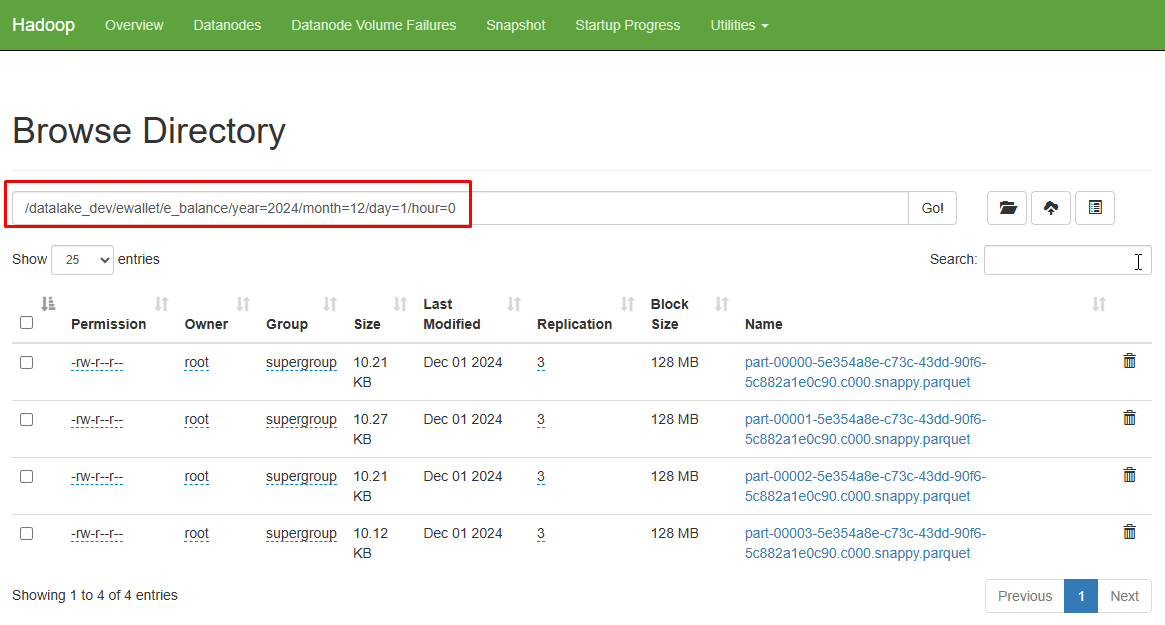 Hadoop Overview Datanodes Datanode Volume Failures Snapshot Startup Progress Utilities
Browse Directory
/datalake_dev/ewallet/e_balance/year=2024/month=12/day=1/hour=0 Go!
Show 25 entries Search:
Permission Owner Group Size Last Modified Replication Block Size Name
-rw-r--r-- root supergroup 10.21 KB Dec 01 2024 3 128 MB part-00000-5e354a8e-c73c-43dd-90f6-
5c882a1e0c90.c000.snappy.parquet
-rw-r--r-- root supergroup 10.27 KB Dec 01 2024 3 128 MB part-00001-5e354a8e-c73c-43dd-90f6-
5c882a1e0c90.c000.snappy.parquet
-rw-r--r-- root supergroup 10.21 KB Dec 01 2024 3 128 MB part-00002-5e354a8e-c73c-43dd-90f6-
5c882a1e0c90.c000.snappy.parquet
-rw-r--r-- root supergroup 10.12 KB Dec 01 2024 3 128 MB part-00003-5e354a8e-c73c-43dd-90f6-
5c882a1e0c90.c000.snappy.parquet
Showing 1 to 4 of 4 entries Previous 1 Next